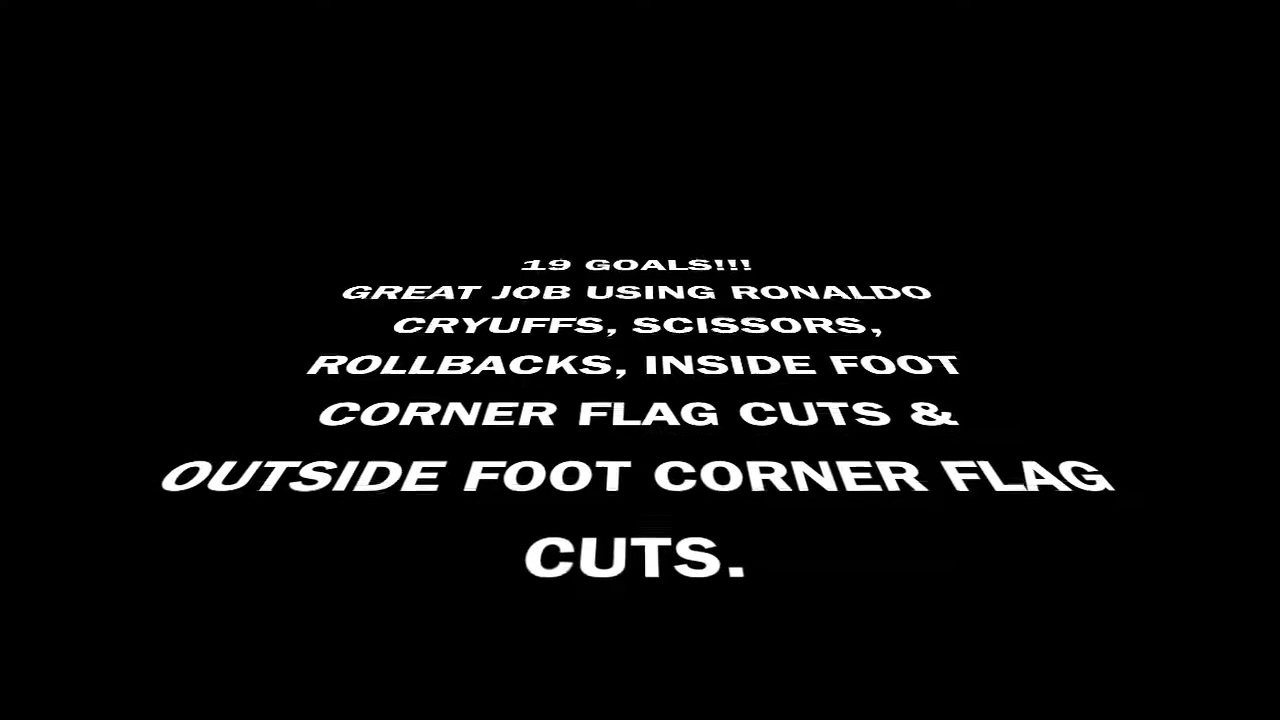 19 GOALS!!!
GREAT JOB USING RONALDO
CRYUFFS, SCISSORS,
ROLLBACKS, INSIDE FOOT
CORNER FLAG CUTS &
OUTSIDE FOOT CORNER FLAG
CUTS.